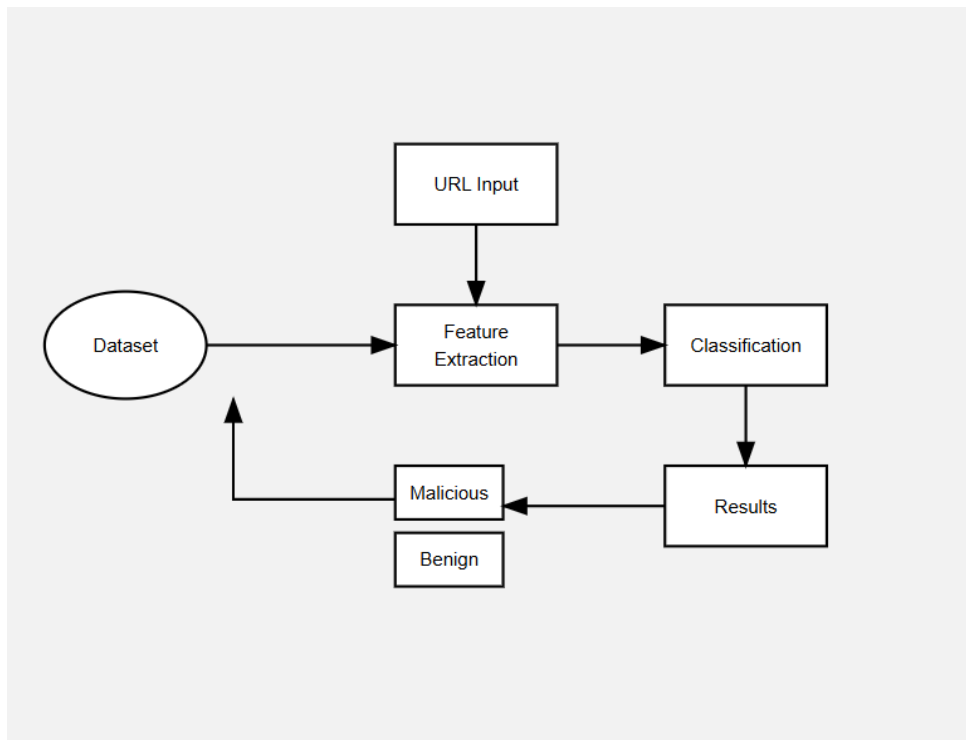 URL Input
Dataset
Feature
Extraction
Classification
Malicious
Results
Benign